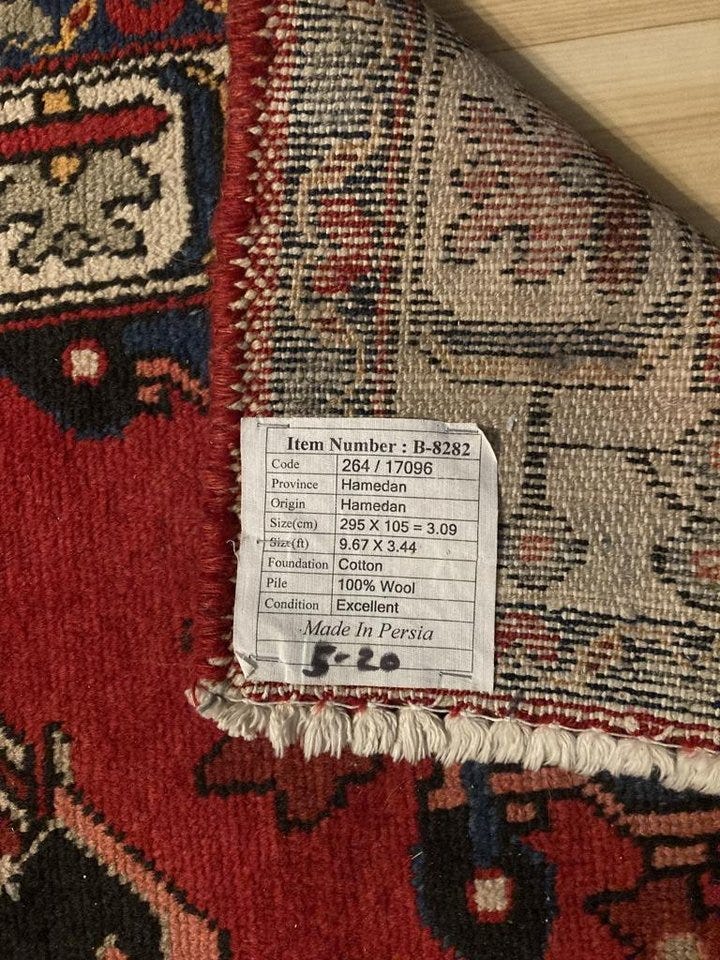 Item Number : B-8282
Code 264 / 17096
Province Hamedan
Origin Hamedan
Size(cm) 295 X 105 = 3.09
Size(ft) 9.67 X 3.44
Foundation Cotton
Pile 100% Wool
Condition Excellent
Made In Persia
5-20